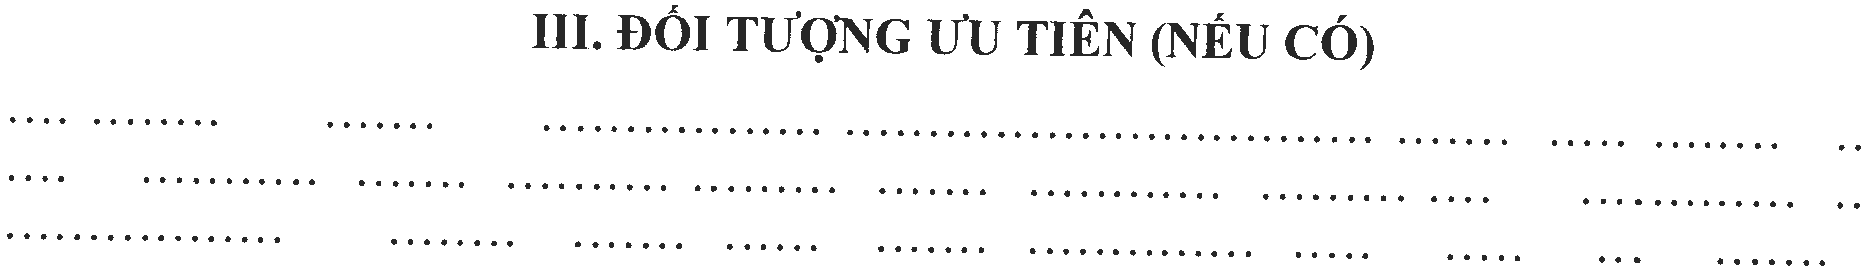 III. ĐỐI TƯỢNG ƯU TIÊN (NẾU CÓ)